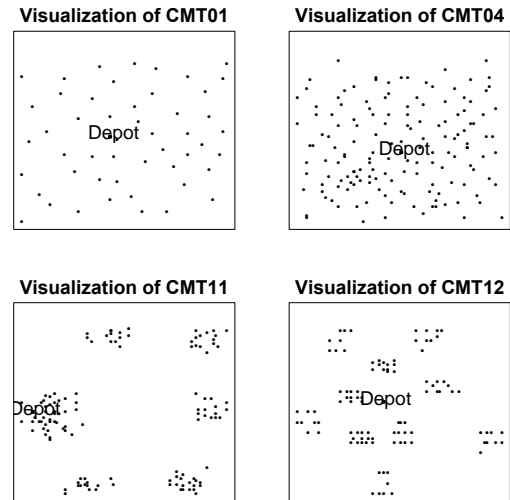 Visualization of CMT01
Visualization of CMT04
Depot
Depot
Visualization of CMT11
Visualization of CMT12
Depot
Depot